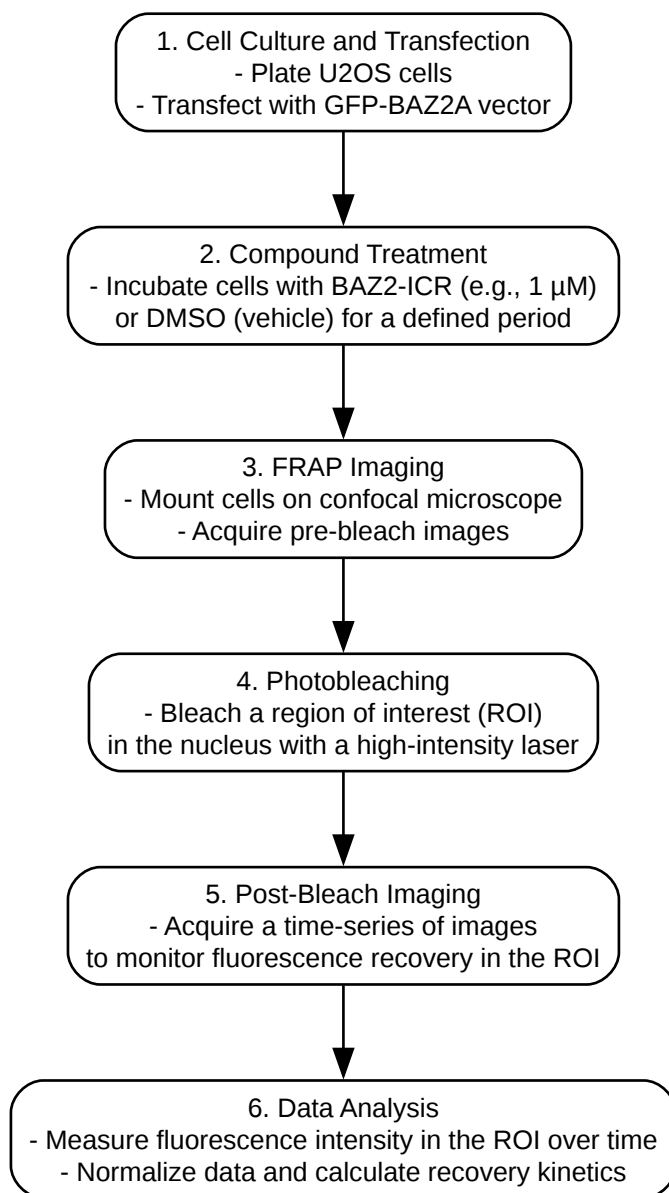 1. Cell Culture and Transfection
- Plate U2OS cells
- Transfect with GFP-BAZ2A vector
2. Compound Treatment
- Incubate cells with BAZ2-ICR (e.g., 1 µM)
or DMSO (vehicle) for a defined period
3. FRAP Imaging
- Mount cells on confocal microscope
- Acquire pre-bleach images
4. Photobleaching
- Bleach a region of interest (ROI)
in the nucleus with a high-intensity laser
5. Post-Bleach Imaging
- Acquire a time-series of images
to monitor fluorescence recovery in the ROI
6. Data Analysis
- Measure fluorescence intensity in the ROI over time
- Normalize data and calculate recovery kinetics